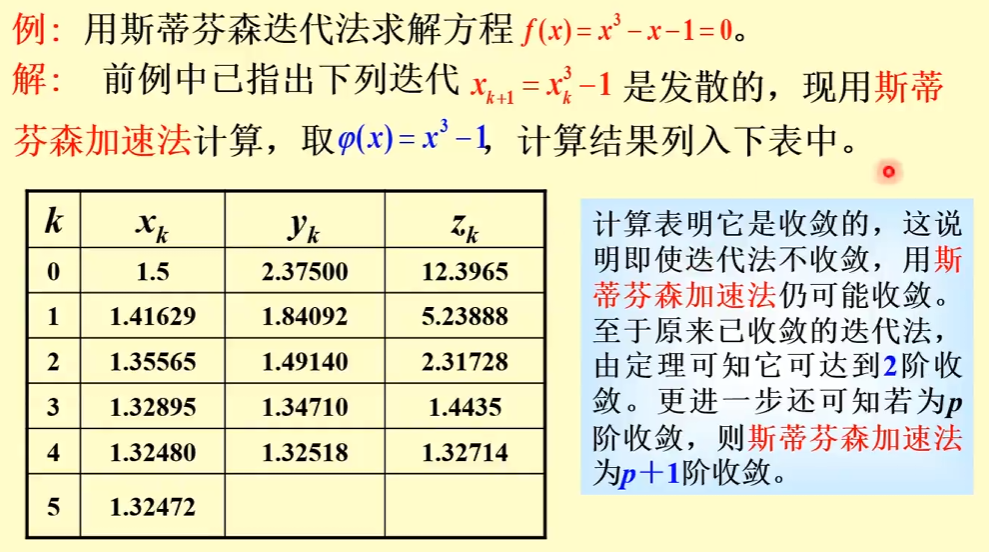 例：用斯蒂芬森迭代法求解方程 f(x)=x³−x−1=0。
解： 前例中已指出下列迭代 xₖ₊₁=xₖ³−1 是发散的，现用斯蒂
芬森加速法计算，取φ(x)=x³−1，计算结果列入下表中。
k xₖ yₖ zₖ
0 1.5 2.37500 12.3965
1 1.41629 1.84092 5.23888
2 1.35565 1.49140 2.31728
3 1.32895 1.34710 1.4435
4 1.32480 1.32518 1.32714
5 1.32472
计算表明它是收敛的，这说
明即使迭代法不收敛，用斯
蒂芬森加速法仍可能收敛。
至于原来已收敛的迭代法，
由定理可知它可达到2阶收
敛。更进一步还可知若为p
阶收敛，则斯蒂芬森加速法
为p＋1阶收敛。